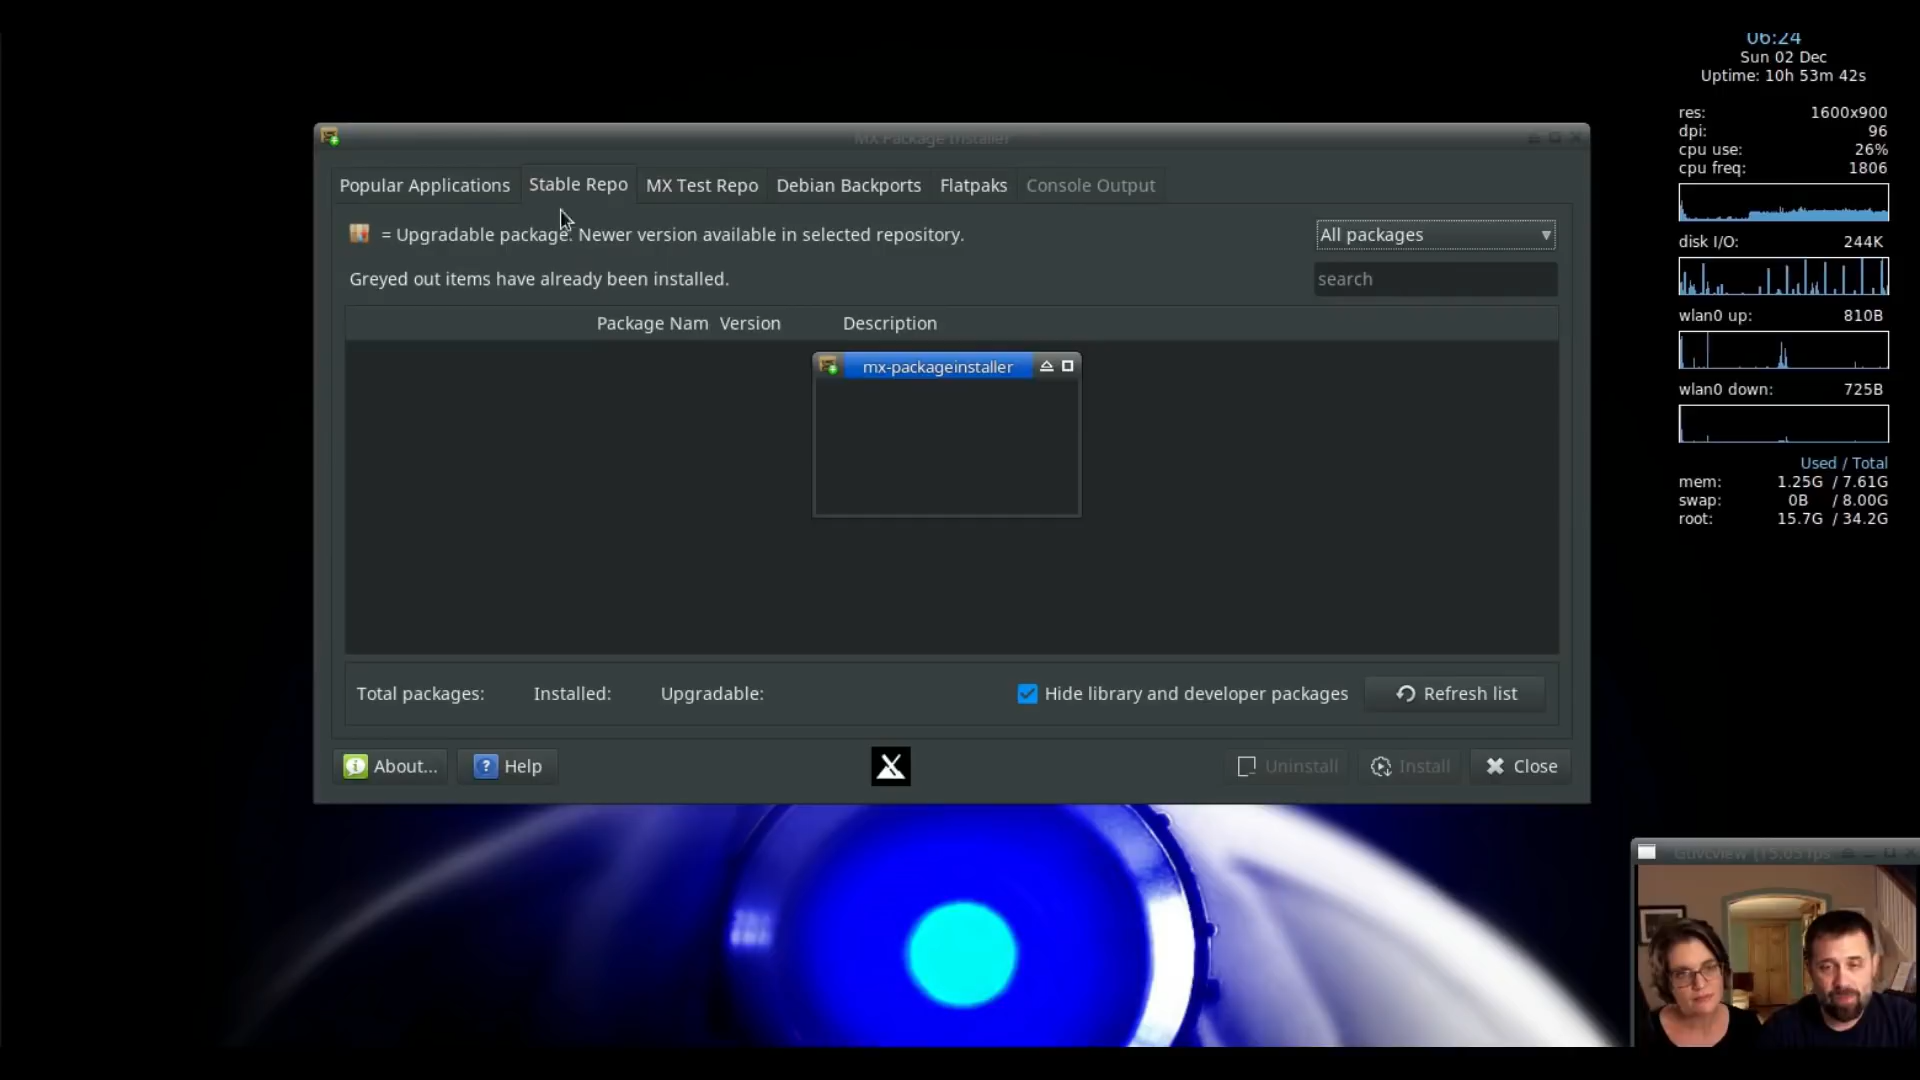 06:24
Sun 02 Dec
Uptime: 10h 53m 42s
res: 1600x900
dpi: 96
cpu use: 26%
cpu freq: 1806
disk I/O: 244K
wlan0 up: 810B
wlan0 down: 725B
Used / Total
mem: 1.25G / 7.61G
swap: 0B / 8.00G
root: 15.7G / 34.2G
MX Package Installer
Popular Applications Stable Repo MX Test Repo Debian Backports Flatpaks Console Output
= Upgradable package. Newer version available in selected repository.
All packages
Greyed out items have already been installed.
search
Package Nam Version Description
mx-packageinstaller
Total packages: Installed: Upgradable: Hide library and developer packages Refresh list
About... Help Uninstall Install Close